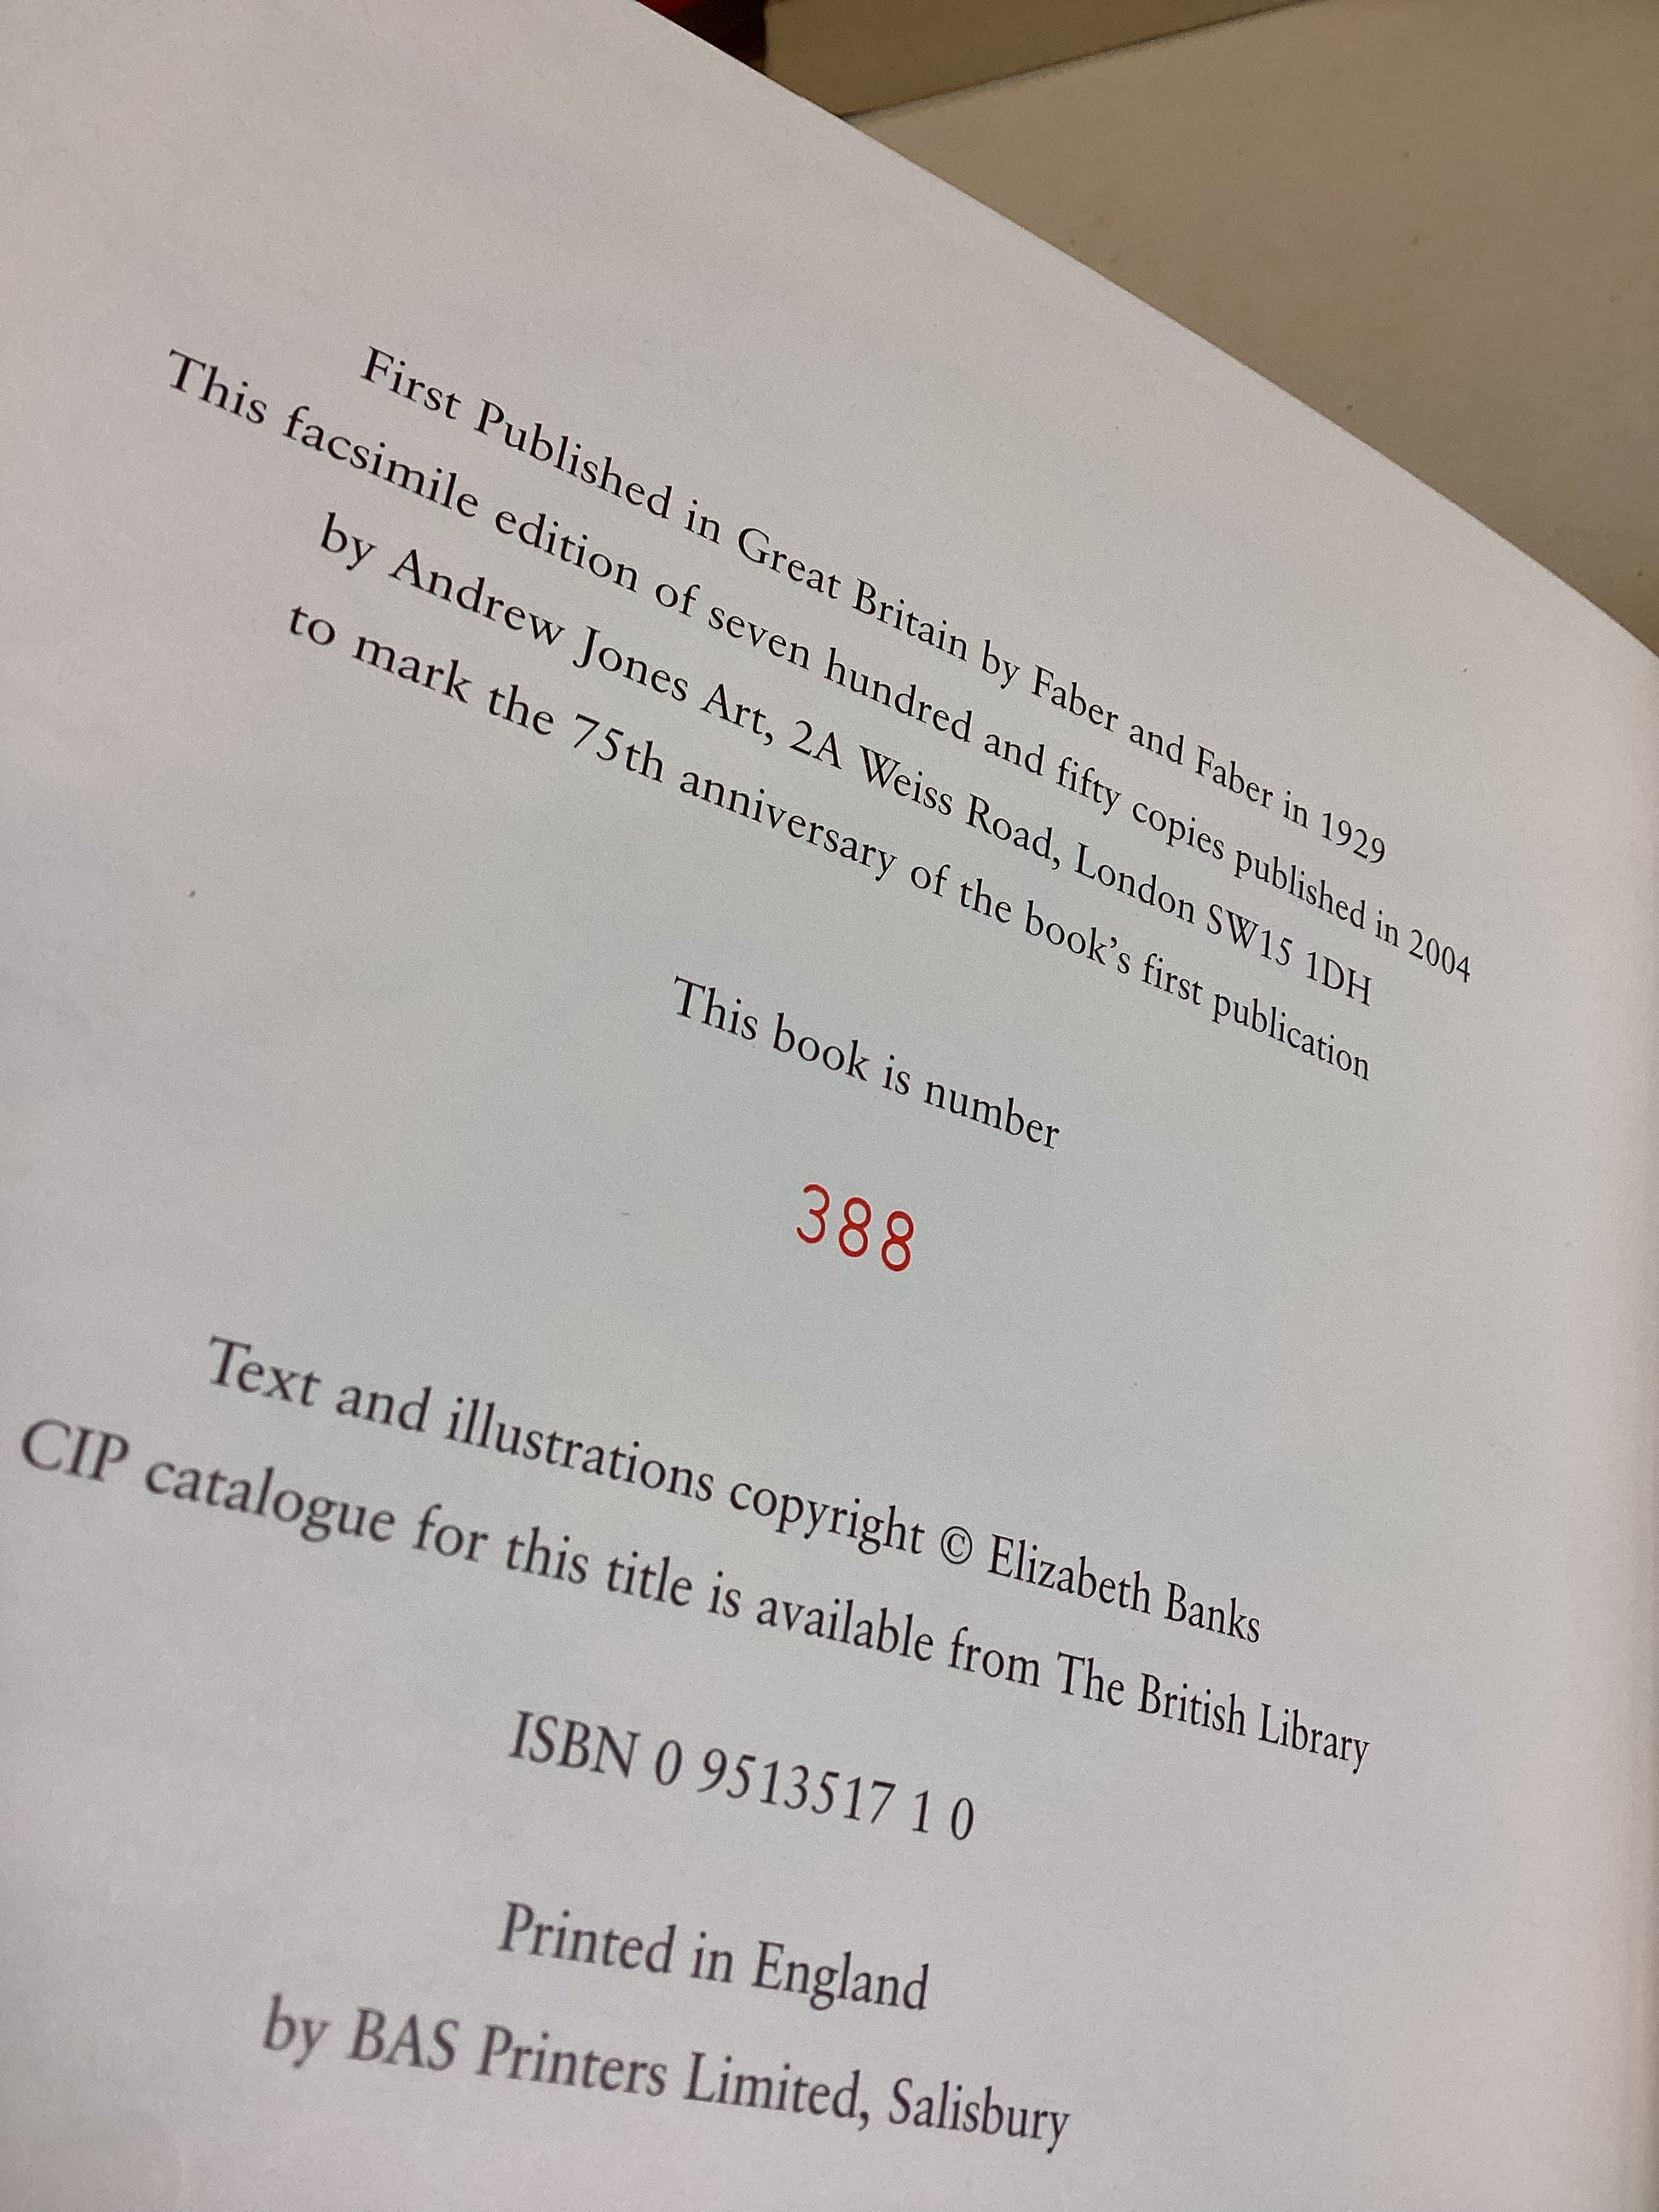 First Published in Great Britain by Faber and Faber in 1929
This facsimile edition of seven hundred and fifty copies published in 2004
by Andrew Jones Art, 2A Weiss Road, London SW15 1DH
to mark the 75th anniversary of the book's first publication
This book is number
388
Text and illustrations copyright © Elizabeth Banks
CIP catalogue for this title is available from The British Library
ISBN 0 9513517 1 0
Printed in England
by BAS Printers Limited, Salisbury